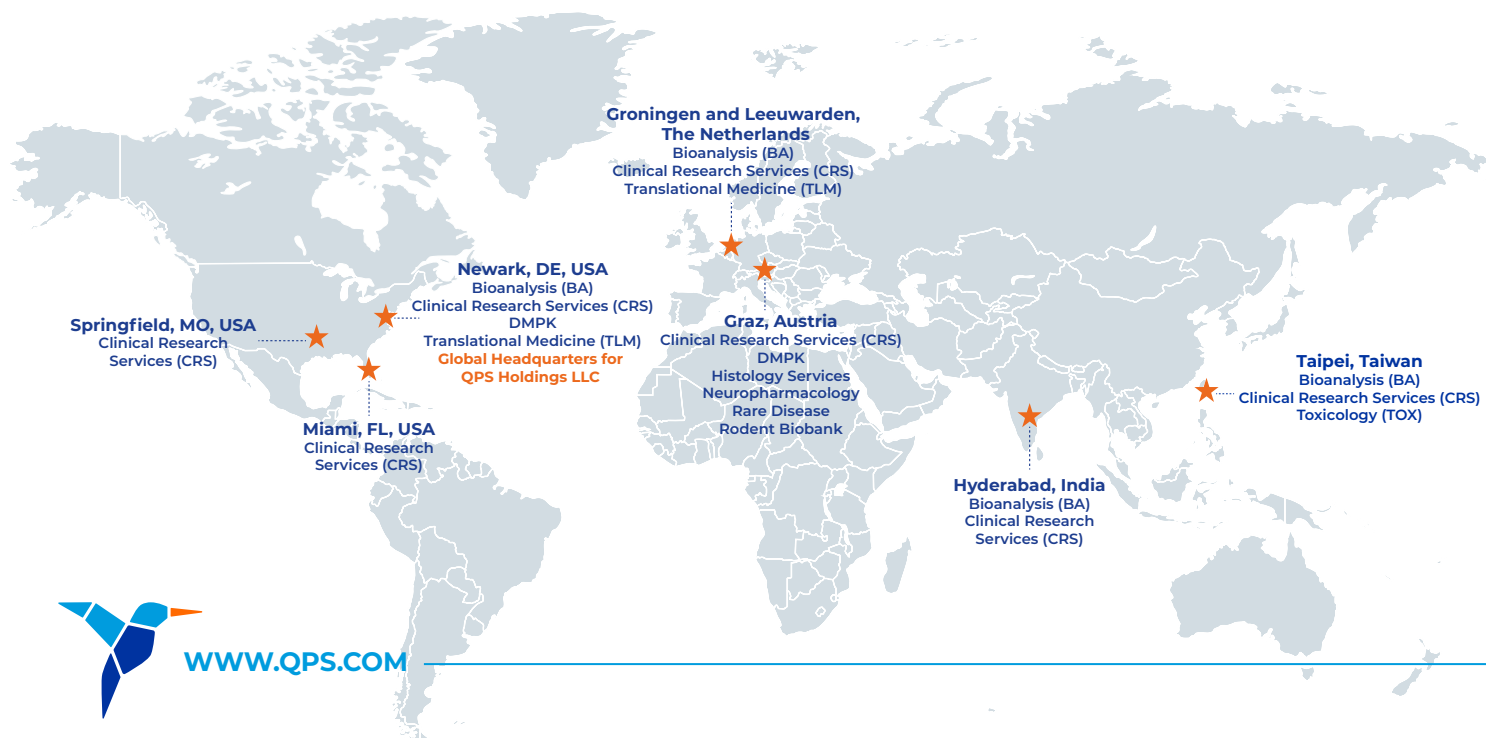 Groningen and Leeuwarden,
The Netherlands
Bioanalysis (BA)
Clinical Research Services (CRS)
Translational Medicine (TLM)
Newark, DE, USA
Bioanalysis (BA)
Clinical Research Services (CRS)
DMPK
Translational Medicine (TLM)
Global Headquarters for
QPS Holdings LLC
Springfield, MO, USA
Clinical Research
Services (CRS)
Miami, FL, USA
Clinical Research
Services (CRS)
Graz, Austria
Clinical Research Services (CRS)
DMPK
Histology Services
Neuropharmacology
Rare Disease
Rodent Biobank
Taipei, Taiwan
Bioanalysis (BA)
Clinical Research Services (CRS)
Toxicology (TOX)
Hyderabad, India
Bioanalysis (BA)
Clinical Research
Services (CRS)
WWW.QPS.COM